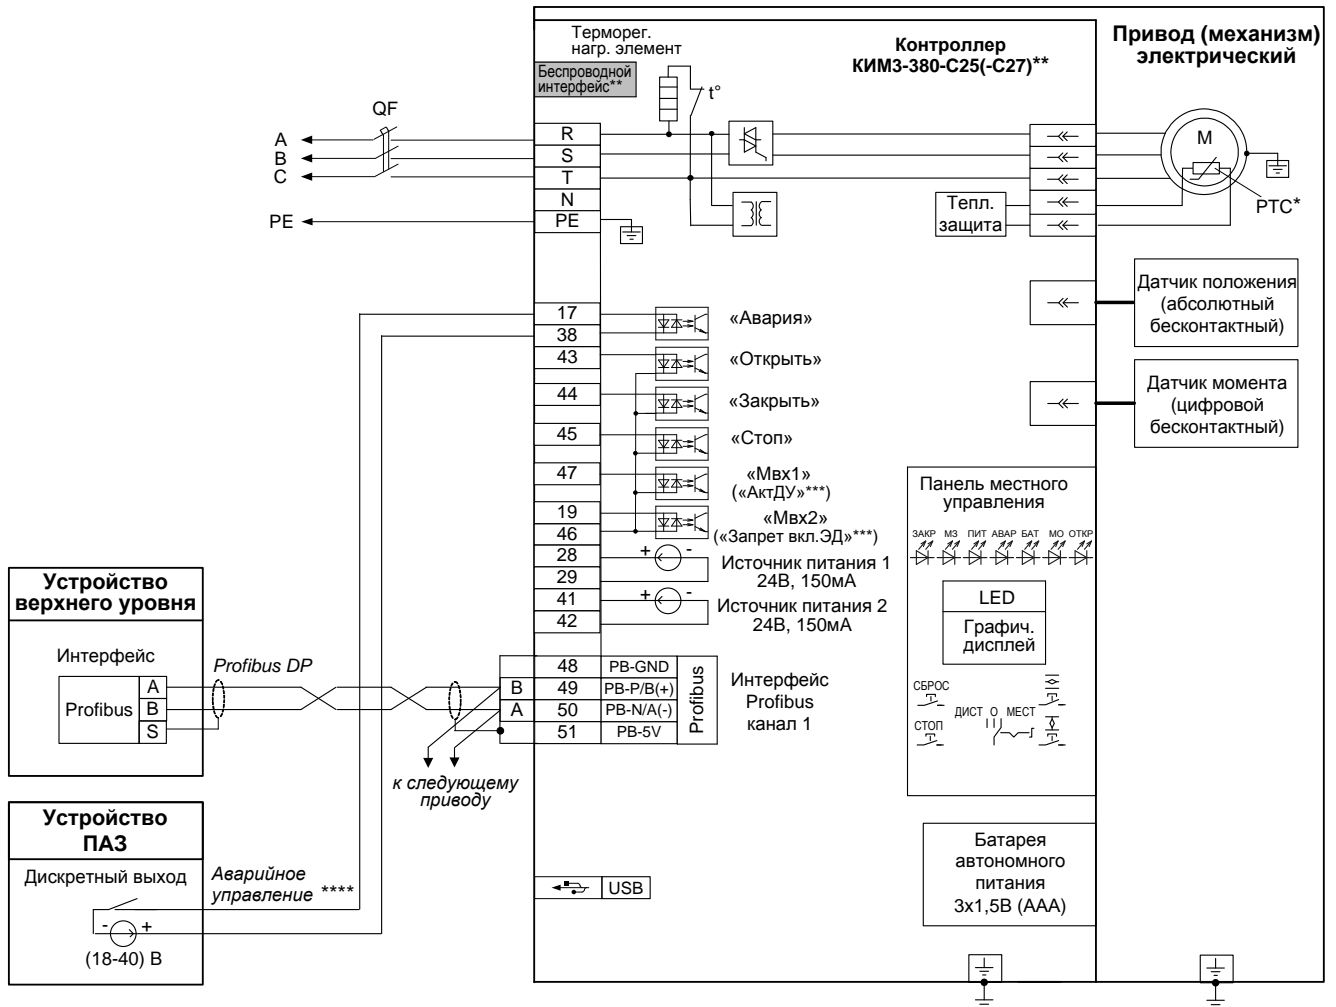 Терморег.
нагр. элемент
Беспроводной
интерфейс**
Контроллер
КИМ3-380-С25(-С27)**
Привод (механизм)
электрический
QF
t°
A
B
C
PE
R
S
T
N
PE
M
PTC*
Тепл.
защита
Датчик положения
(абсолютный
бесконтактный)
Датчик момента
(цифровой
бесконтактный)
17
38
«Авария»
43
«Открыть»
44
«Закрыть»
45
«Стоп»
47
«Мвх1»
(«АктДУ»***)
19
46
«Мвх2»
(«Запрет вкл.ЭД»***)
28
29
+ -
Источник питания 1
24В, 150мА
41
42
+ -
Источник питания 2
24В, 150мА
48 PB-GND
B 49 PB-P/B(+)
A 50 PB-N/A(-)
51 PB-5V
Profibus
Интерфейс
Profibus
канал 1
Панель местного
управления
ЗАКР МЗ ПИТ АВАР БАТ МО ОТКР
LED
Графич.
дисплей
СБРОС
СТОП
ДИСТ О МЕСТ
Батарея
автономного
питания
3х1,5В (ААА)
USB
Устройство
верхнего уровня
Интерфейс
Profibus
A
B
S
Profibus DP
к следующему
приводу
Устройство
ПАЗ
Дискретный выход
- +
(18-40) В
Аварийное
управление ****